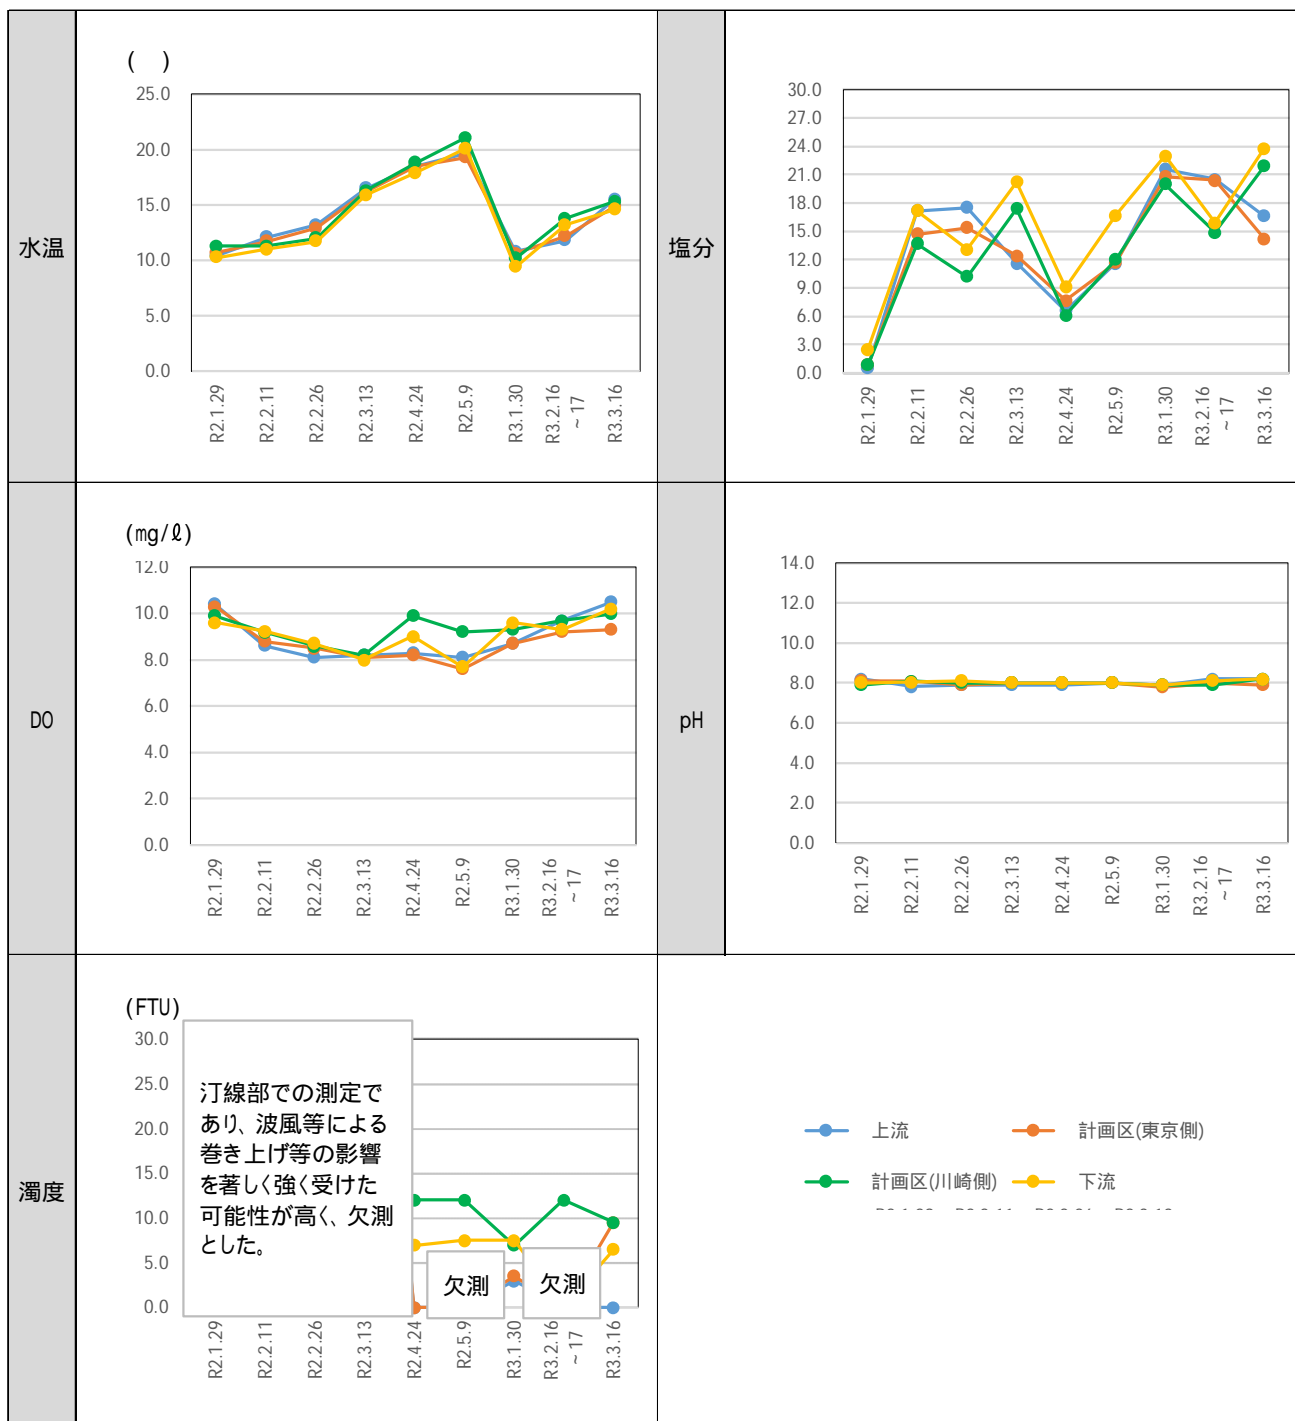 水温
( )
25.0
20.0
15.0
10.0
5.0
0.0
R2.1.29
R2.2.11
R2.2.26
R2.3.13
R2.4.24
R2.5.9
R3.1.30
R3.2.16
~17
R3.3.16
塩分
30.0
27.0
24.0
21.0
18.0
15.0
12.0
9.0
6.0
3.0
0.0
R2.1.29
R2.2.11
R2.2.26
R2.3.13
R2.4.24
R2.5.9
R3.1.30
R3.2.16
~17
R3.3.16
DO
(mg/ℓ)
12.0
10.0
8.0
6.0
4.0
2.0
0.0
R2.1.29
R2.2.11
R2.2.26
R2.3.13
R2.4.24
R2.5.9
R3.1.30
R3.2.16
~17
R3.3.16
pH
14.0
12.0
10.0
8.0
6.0
4.0
2.0
0.0
R2.1.29
R2.2.11
R2.2.26
R2.3.13
R2.4.24
R2.5.9
R3.1.30
R3.2.16
~17
R3.3.16
濁度
(FTU)
30.0
25.0
20.0
15.0
10.0
5.0
0.0
汀線部での測定で
あり、波風等による
巻き上げ等の影響
を著しく強く受けた
可能性が高く、欠測
とした。
欠測
欠測
R2.1.29
R2.2.11
R2.2.26
R2.3.13
R2.4.24
R2.5.9
R3.1.30
R3.2.16
~17
R3.3.16
上流
計画区(東京側)
計画区(川崎側)
下流